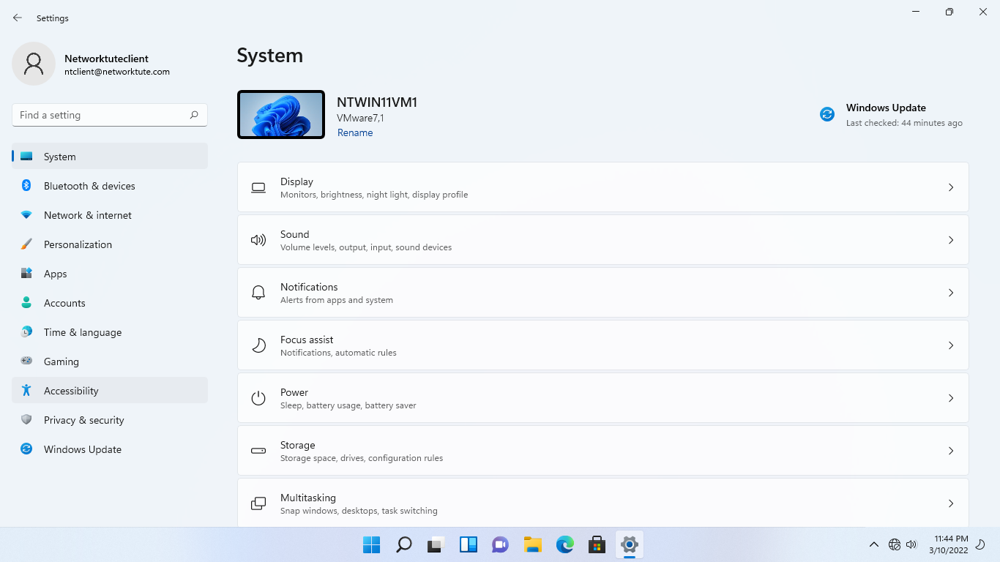 Settings
Networktuteclient
ntclient@networktute.com
Find a setting
System
Bluetooth & devices
Network & internet
Personalization
Apps
Accounts
Time & language
Gaming
Accessibility
Privacy & security
Windows Update
System
NTWIN11VM1
VMware7,1
Rename
Windows Update
Last checked: 44 minutes ago
Display
Monitors, brightness, night light, display profile
Sound
Volume levels, output, input, sound devices
Notifications
Alerts from apps and system
Focus assist
Notifications, automatic rules
Power
Sleep, battery usage, battery saver
Storage
Storage space, drives, configuration rules
Multitasking
Snap windows, desktops, task switching
11:44 PM
3/10/2022